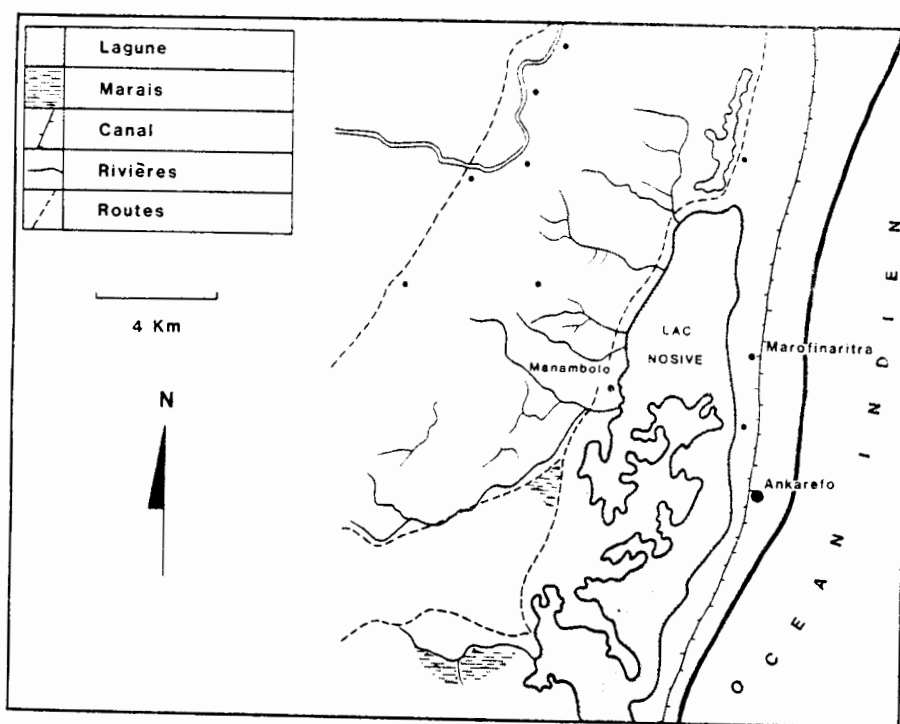 Lagune
Marais
Canal
Rivières
Routes
4 Km
N
LAC
NOSIVE
Marofinaritra
Manambolo
Ankarefo
OCEAN INDIEN